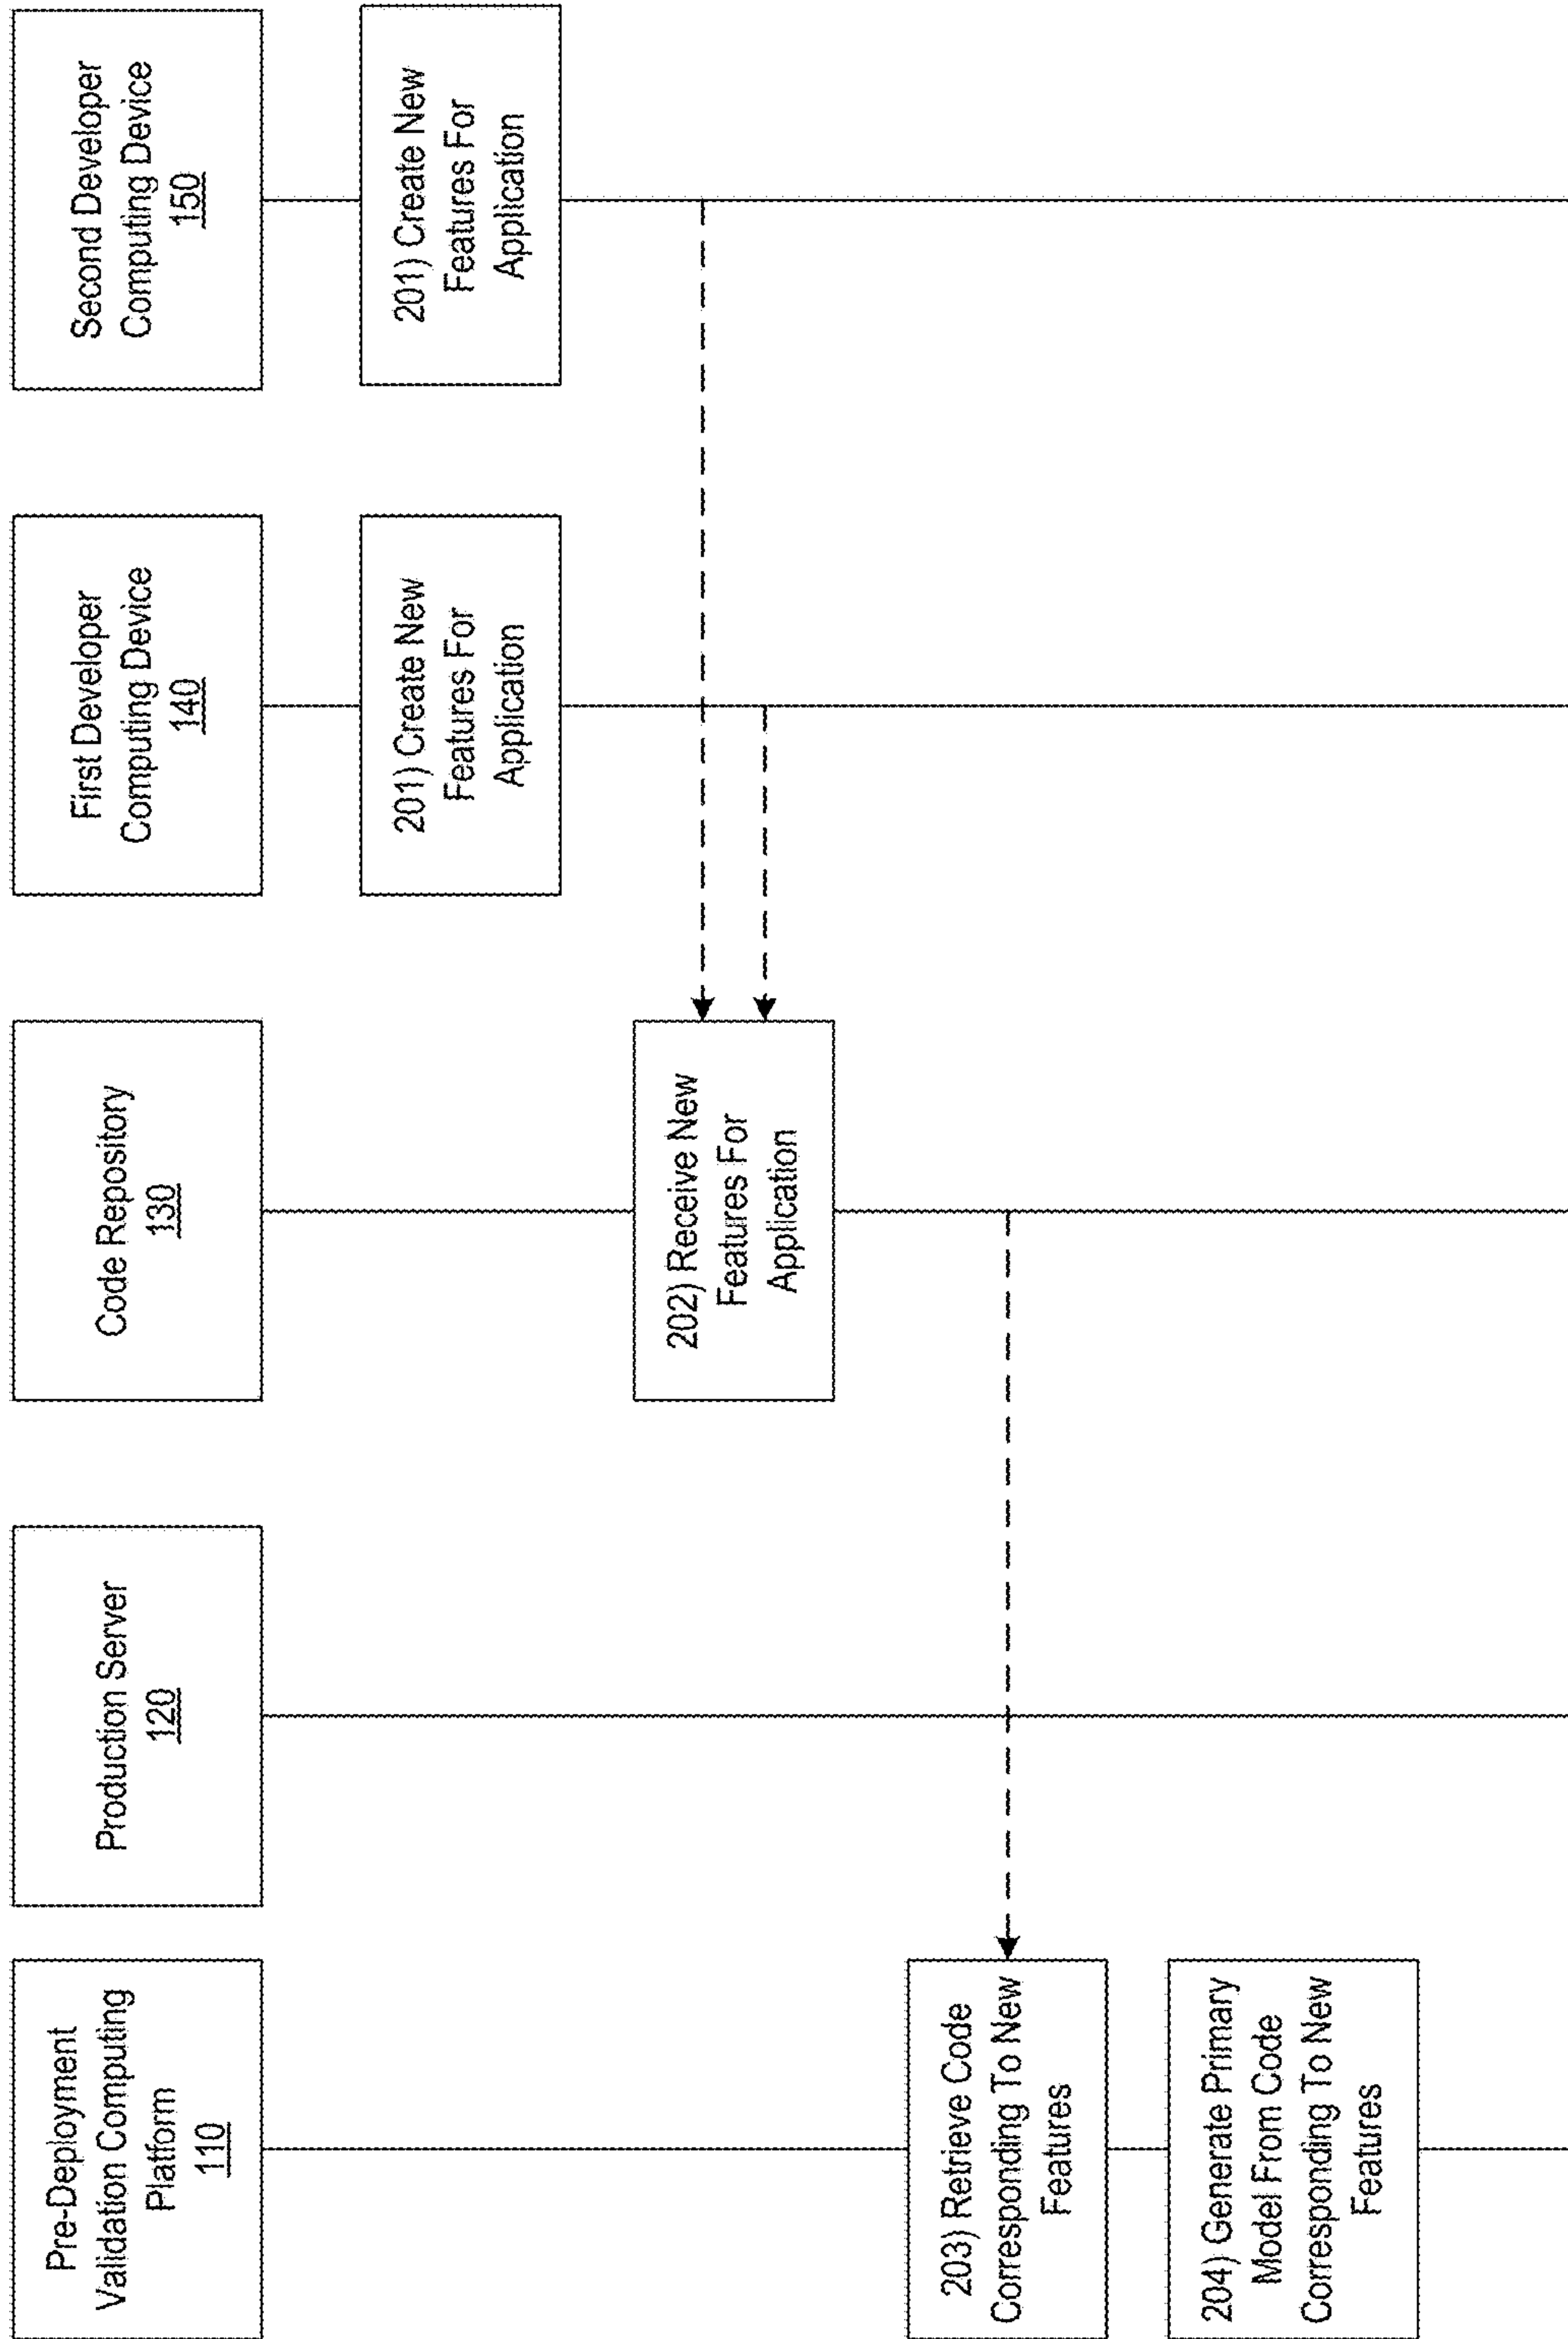 Pre-Deployment
Validation Computing
Platform
110
Production Server
120
Code Repository
130
First Developer
Computing Device
140
Second Developer
Computing Device
150
201) Create New
Features For
Application
201) Create New
Features For
Application
202) Receive New
Features For
Application
203) Retrieve Code
Corresponding To New
Features
204) Generate Primary
Model From Code
Corresponding To New
Features